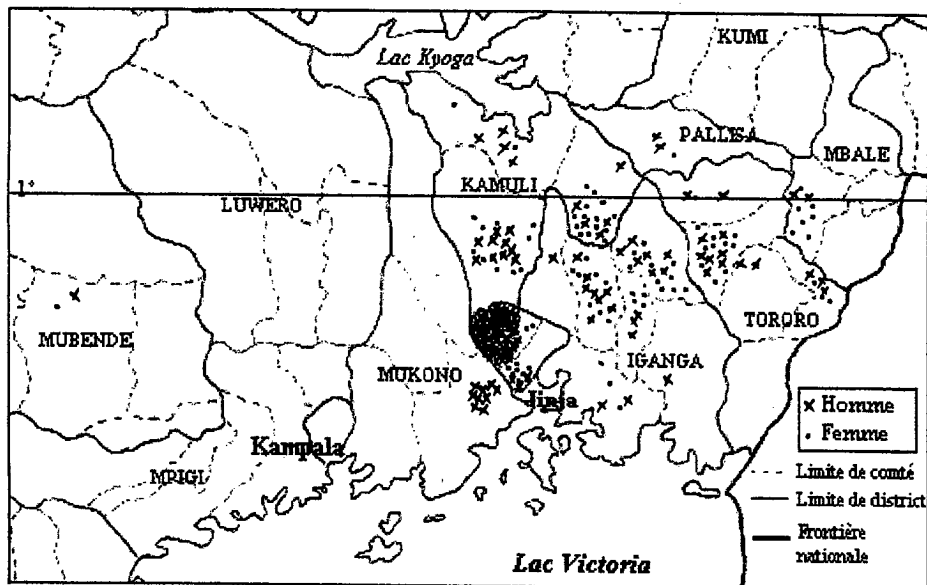 KUMI
Lac Kyoga
PALLISA
MBALE
1°
KAMULI
LUWERO
MUBENDE
TORORO
IGANGA
MUKONO
Jinja
× Homme
• Femme
Kampala
MPIGI
Limite de comté
Limite de district
Frontière
nationale
Lac Victoria